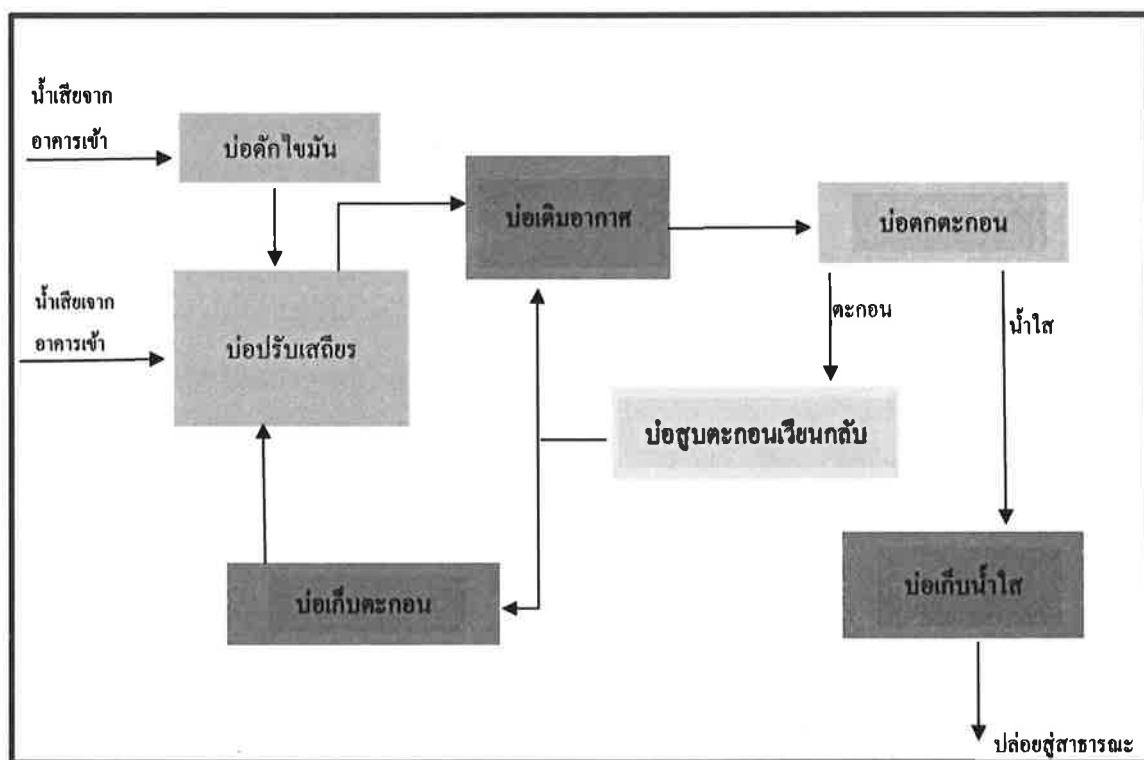 น้ำเสียจาก
อาคารเข้า
บ่อดักไขมัน
บ่อเติมอากาศ
บ่อตกตะกอน
น้ำเสียเจาก
อาคารเข้า
บ่อปรับเสถียร
ตะกอน
น้ำใส
บ่อสูบตะกอนเวียนกลับ
บ่อเก็บตะกอน
บ่อเก็บน้ำใส
ปล่อยสู่สาธารณะ